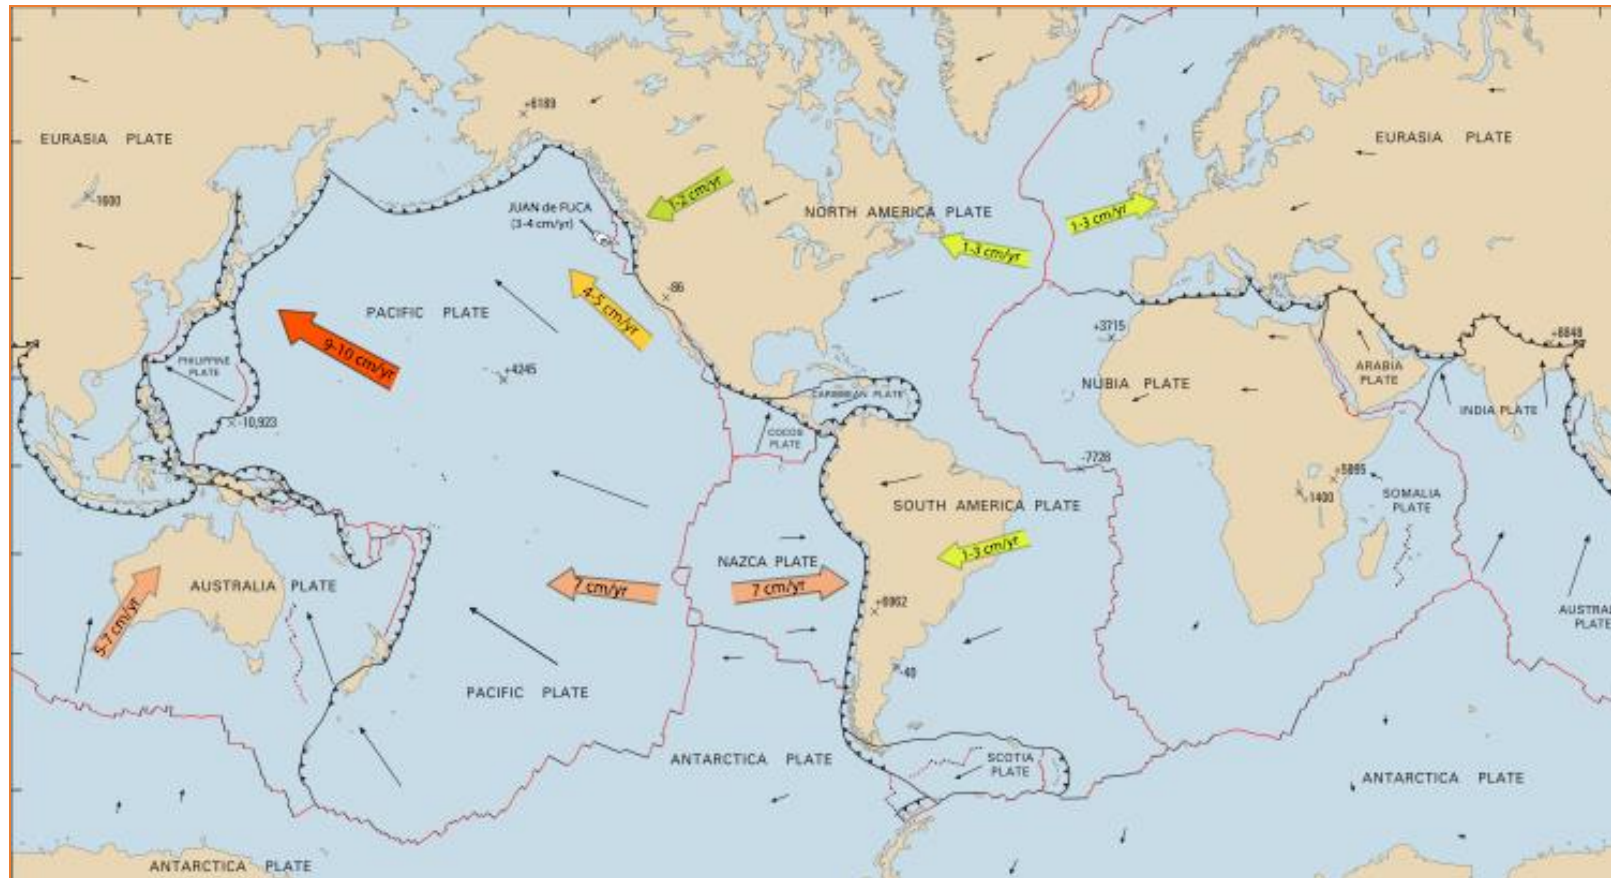 +6189
EURASIA PLATE
EURASIA PLATE
-1600
1-2 cm/yr
JUAN de FUCA
(3-4 cm/yr)
NORTH AMERICA PLATE
1-3 cm/yr
1-3 cm/yr
-86
4-5 cm/yr
PACIFIC PLATE
9-10 cm/yr
+3715
+8848
PHILIPPINE
PLATE
+4245
NUBIA PLATE
ARABIA
PLATE
CARIBBEAN PLATE
-10,923
COCOS
PLATE
INDIA PLATE
-7728
+5895
-1400
SOMALIA
PLATE
SOUTH AMERICA PLATE
1-3 cm/yr
NAZCA PLATE
AUSTRALIA PLATE
7 cm/yr
7 cm/yr
5-7 cm/yr
+6962
AUSTRA
PLAT
-40
PACIFIC PLATE
ANTARCTICA PLATE
SCOTIA
PLATE
ANTARCTICA PLATE
ANTARCTICA PLATE